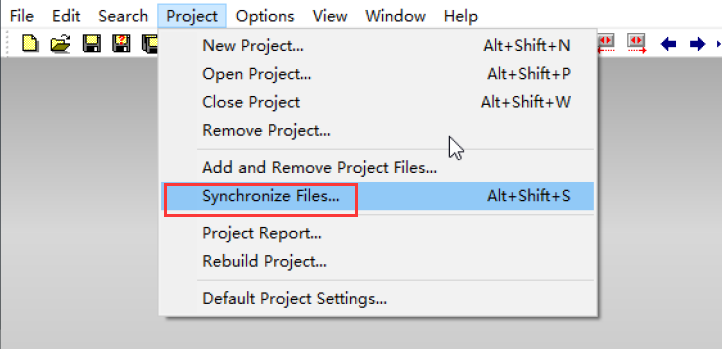 File Edit Search Project Options View Window Help
New Project... Alt+Shift+N
Open Project... Alt+Shift+P
Close Project Alt+Shift+W
Remove Project...
Add and Remove Project Files...
Synchronize Files... Alt+Shift+S
Project Report...
Rebuild Project...
Default Project Settings...